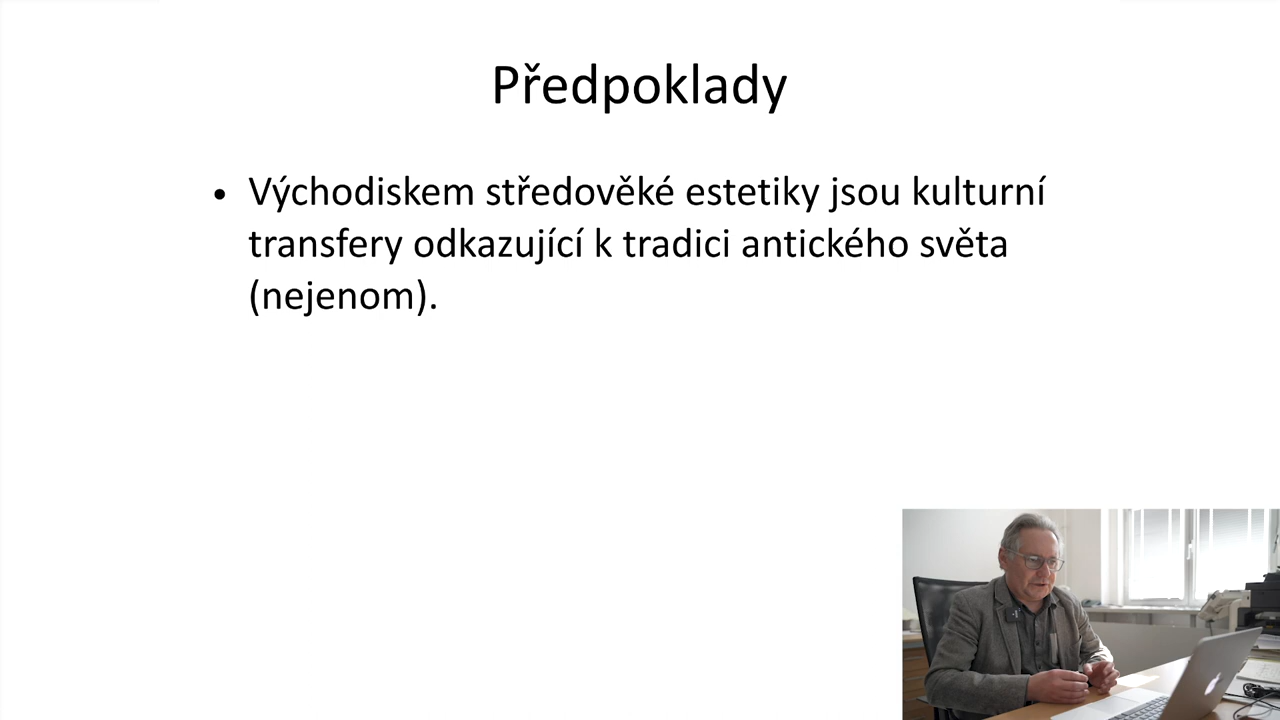 Předpoklady
• Východiskem středověké estetiky jsou kulturní
transfery odkazující k tradici antického světa
(nejenom).